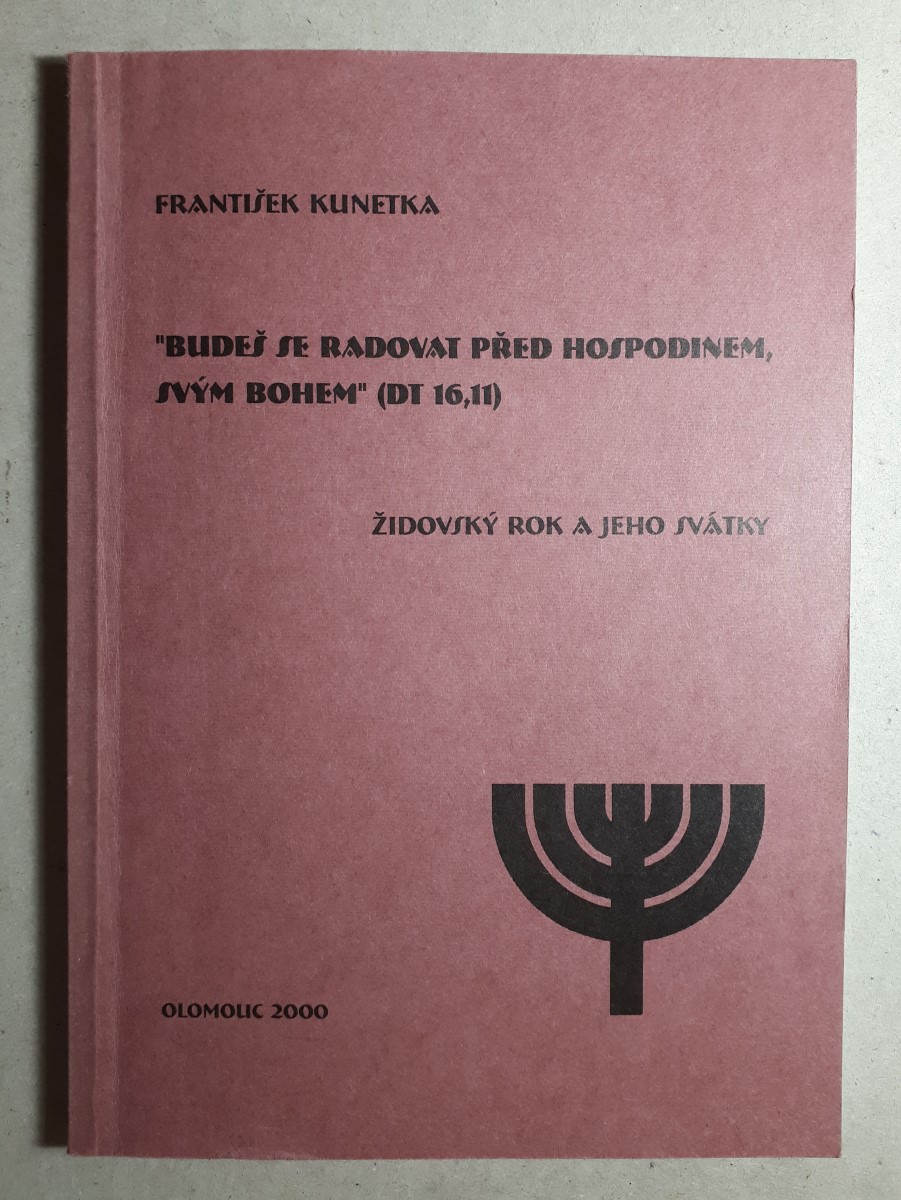 FRANTIŠEK KUNETKA
"BUDEŠ SE RADOVAT PŘED HOSPODINEM,
SVÝM BOHEM" (DT 16,11)
ŽIDOVSKÝ ROK A JEHO SVÁTKY
OLOMOUC 2000